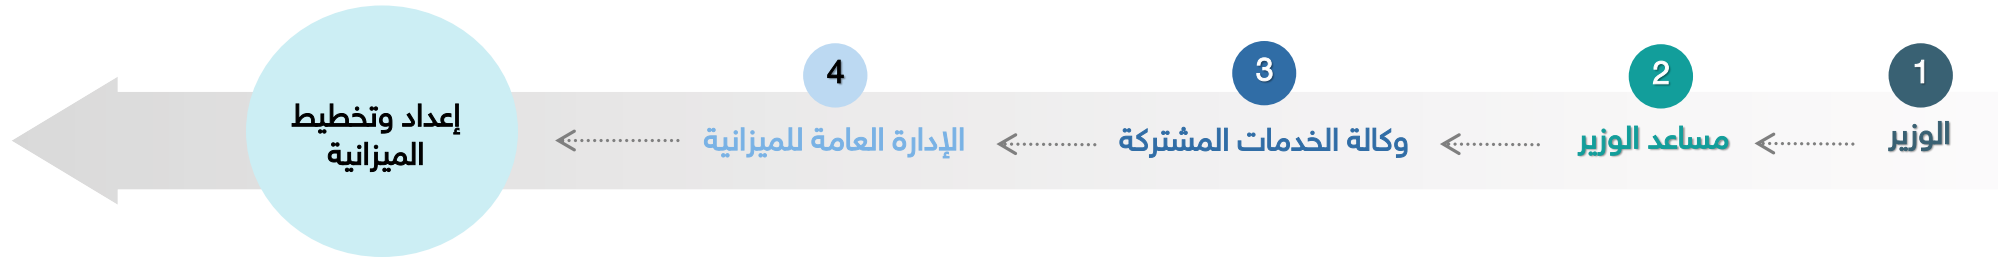 1
الوزير
2
مساعد الوزير
3
وكالة الخدمات المشتركة
4
الإدارة العامة للميزانية
إعداد وتخطيط
الميزانية